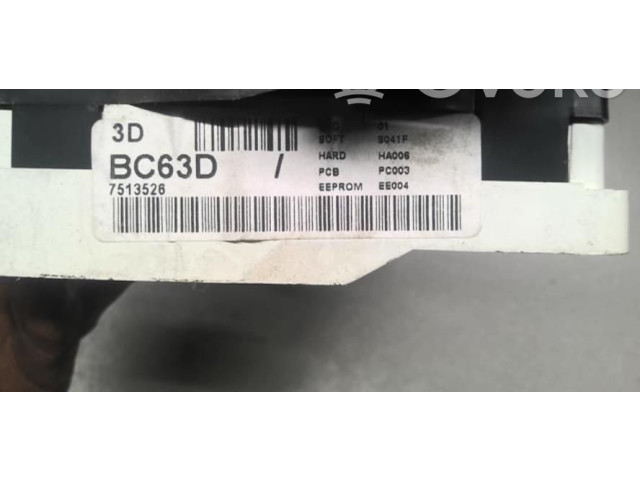 3D
01
SOFT S041F
BC63D / HARD HA006
PCB PC003
7513526 EEPROM EE004